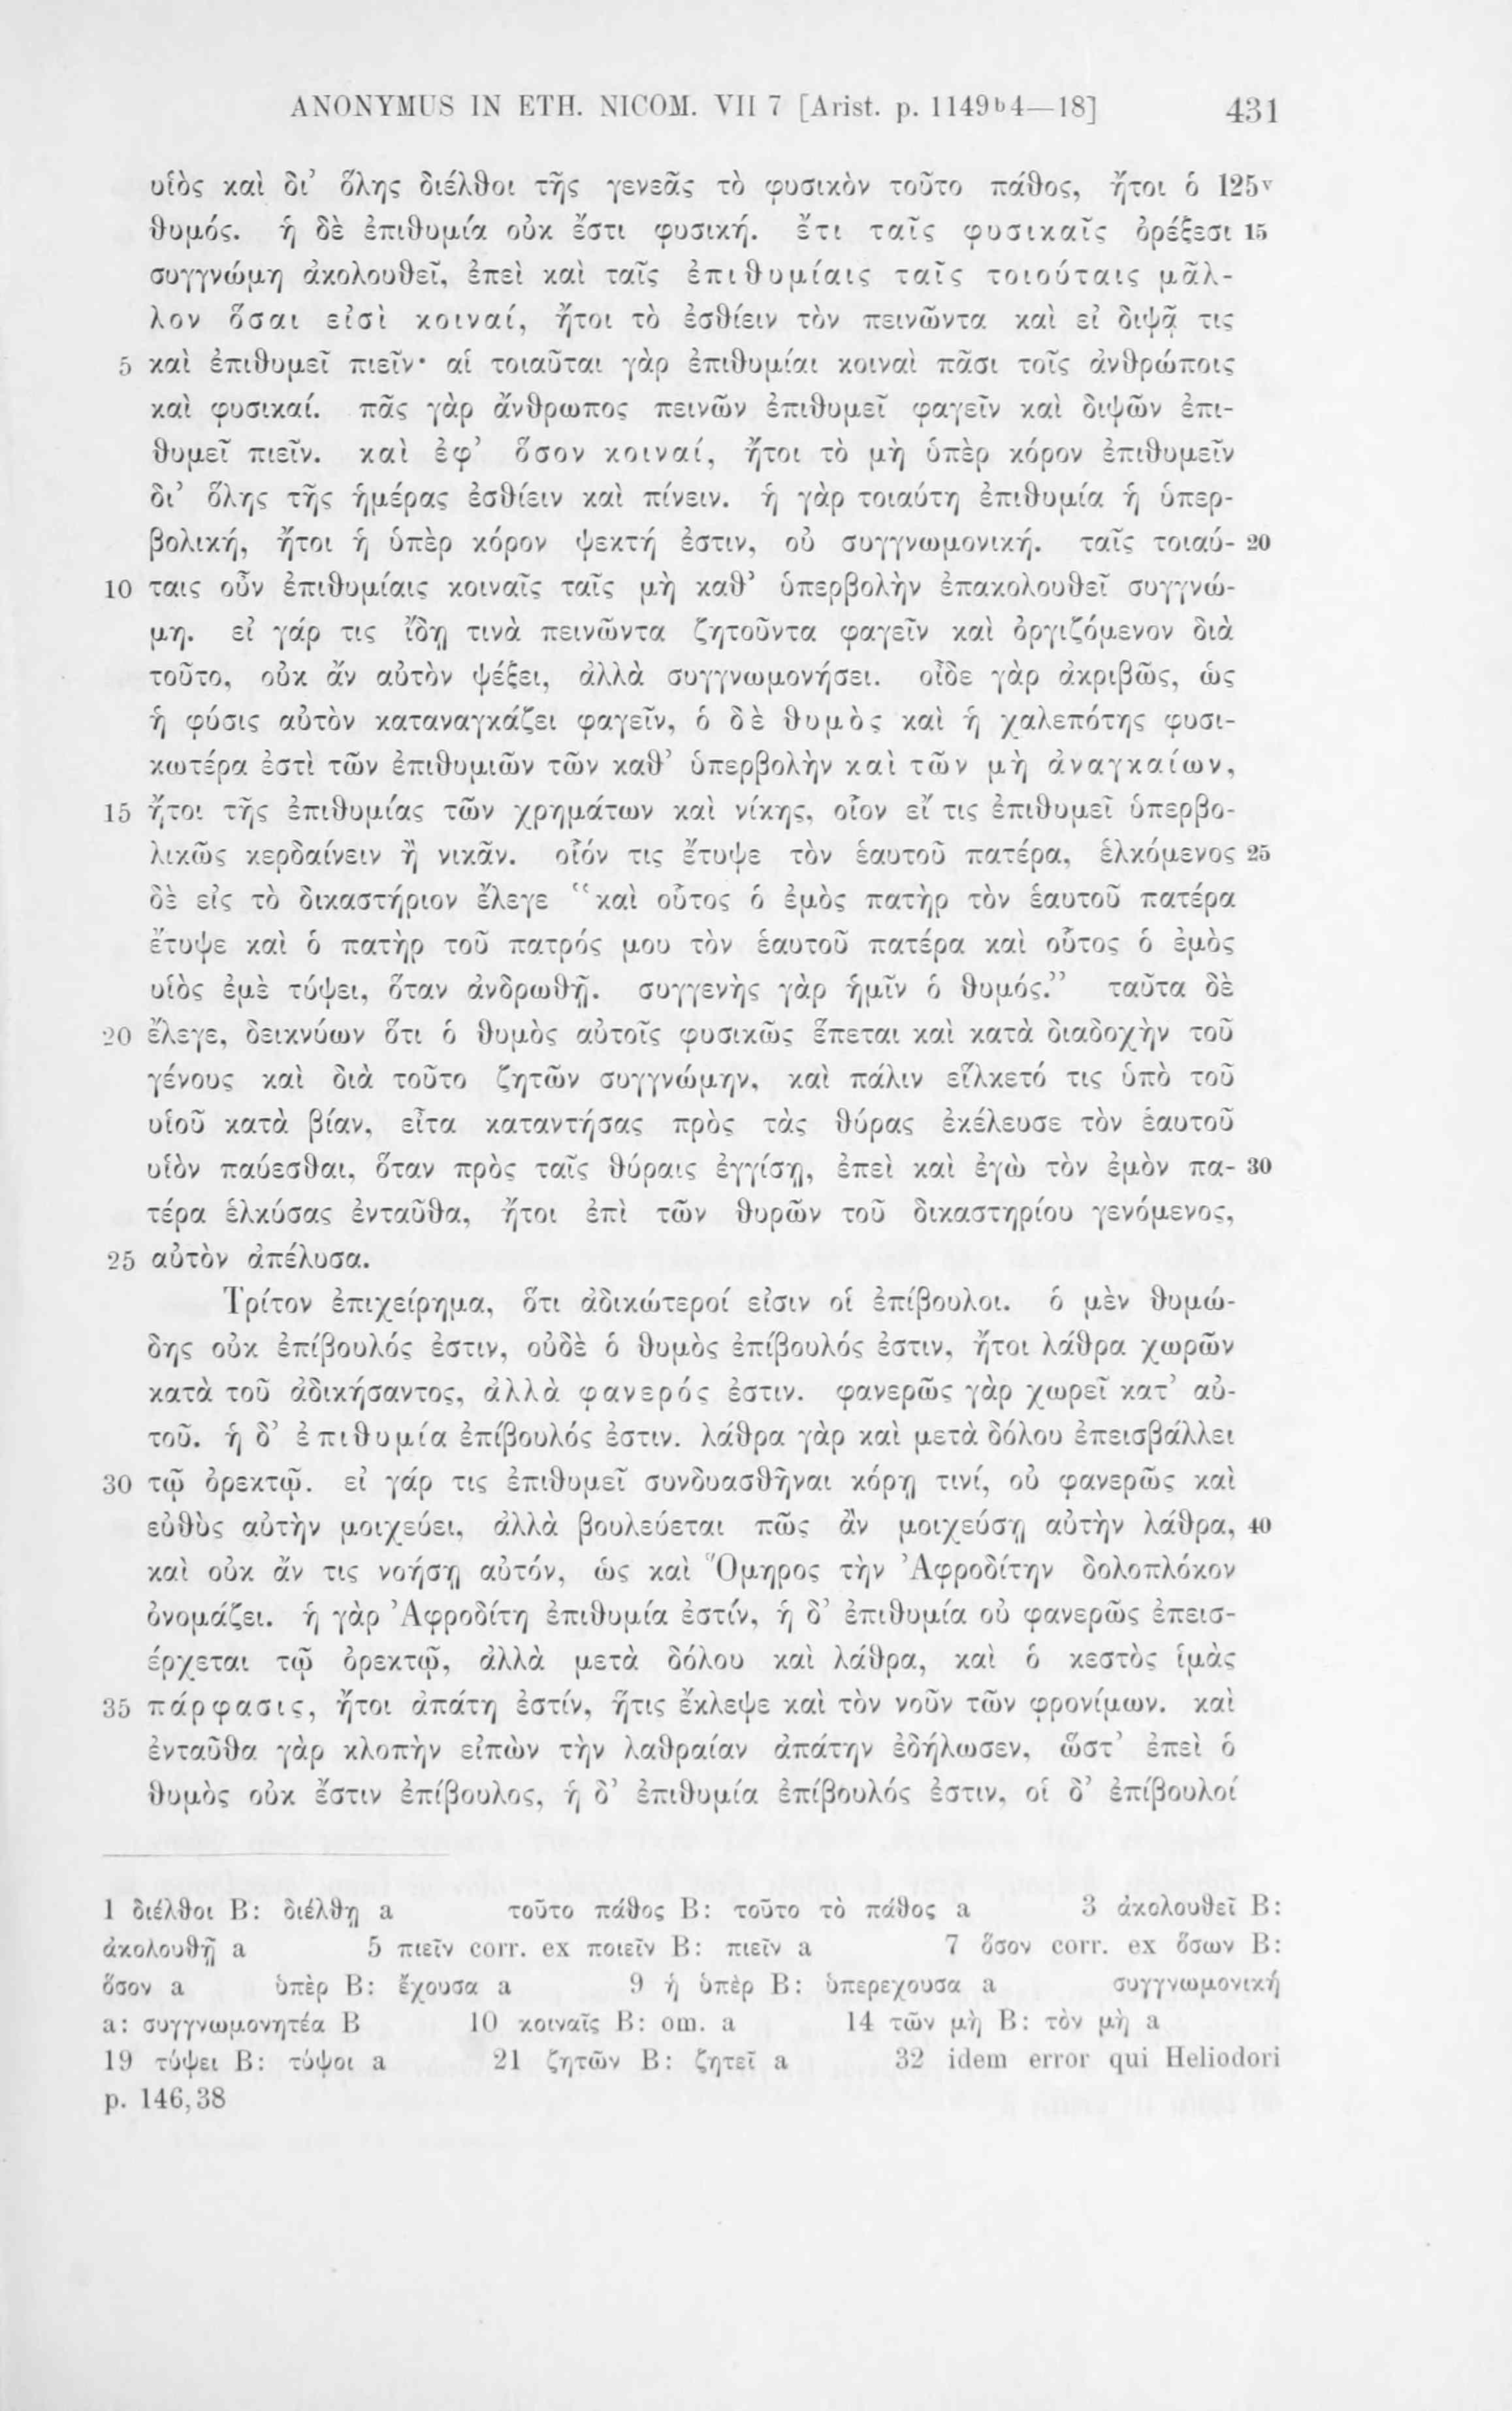 ANONYMUS IN ETH. NICOM. VII 7 [Arist. p. 1149ᵇ4—18] 431
υἱὸς καὶ δι’ ὅλης διέλθοι τῆς γενεᾶς τὸ φυσικὸν τοῦτο πάθος, ἤτοι ὁ 125ᵛ
θυμός. ἡ δὲ ἐπιθυμία οὐκ ἔστι φυσική. ἔτι ταῖς φυσικαῖς ὀρέξεσι 15
συγγνώμη ἀκολουθεῖ, ἐπεὶ καὶ ταῖς ἐπιθυμίαις ταῖς τοιούταις μᾶλ-
λον ὅσαι εἰσὶ κοιναί, ἤτοι τὸ ἐσθίειν τὸν πεινῶντα καὶ εἰ διψᾷ τις
5 καὶ ἐπιθυμεῖ πιεῖν· αἱ τοιαῦται γὰρ ἐπιθυμίαι κοιναὶ πᾶσι τοῖς ἀνθρώποις
καὶ φυσικαί. πᾶς γὰρ ἄνθρωπος πεινῶν ἐπιθυμεῖ φαγεῖν καὶ διψῶν ἐπι-
θυμεῖ πιεῖν. καὶ ἐφ’ ὅσον κοιναί, ἤτοι τὸ μὴ ὑπὲρ κόρον ἐπιθυμεῖν
δι’ ὅλης τῆς ἡμέρας ἐσθίειν καὶ πίνειν. ἡ γὰρ τοιαύτη ἐπιθυμία ἡ ὑπερ-
βολική, ἤτοι ἡ ὑπὲρ κόρον ψεκτή ἐστιν, οὐ συγγνωμονική. ταῖς τοιαύ- 20
10 ταις οὖν ἐπιθυμίαις κοιναῖς ταῖς μὴ καθ’ ὑπερβολὴν ἐπακολουθεῖ συγγνώ-
μη. εἰ γάρ τις ἴδῃ τινὰ πεινῶντα ζητοῦντα φαγεῖν καὶ ὀργιζόμενον διὰ
τοῦτο, οὐκ ἄν αὐτὸν ψέξει, ἀλλὰ συγγνωμονήσει. οἶδε γὰρ ἀκριβῶς, ὡς
ἡ φύσις αὐτὸν καταναγκάζει φαγεῖν, ὁ δὲ θυμὸς καὶ ἡ χαλεπότης φυσι-
κωτέρα ἐστὶ τῶν ἐπιθυμιῶν τῶν καθ’ ὑπερβολὴν καὶ τῶν μὴ ἀναγκαίων,
15 ἤτοι τῆς ἐπιθυμίας τῶν χρημάτων καὶ νίκης, οἷον εἴ τις ἐπιθυμεῖ ὑπερβο-
λικῶς κερδαίνειν ἢ νικᾶν. οἷόν τις ἔτυψε τὸν ἑαυτοῦ πατέρα, ἑλκόμενος 25
δὲ εἰς τὸ δικαστήριον ἔλεγε “καὶ οὗτος ὁ ἐμὸς πατὴρ τὸν ἑαυτοῦ πατέρα
ἔτυψε καὶ ὁ πατὴρ τοῦ πατρός μου τὸν ἑαυτοῦ πατέρα καὶ οὗτος ὁ ἐμὸς
υἱὸς ἐμὲ τύψει, ὅταν ἀνδρωθῇ. συγγενὴς γὰρ ἡμῖν ὁ θυμός.” ταῦτα δὲ
20 ἔλεγε, δεικνύων ὅτι ὁ θυμὸς αὐτοῖς φυσικῶς ἕπεται καὶ κατὰ διαδοχὴν τοῦ
γένους καὶ διὰ τοῦτο ζητῶν συγγνώμην, καὶ πάλιν εἵλκετό τις ὑπὸ τοῦ
υἱοῦ κατὰ βίαν, εἶτα καταντήσας πρὸς τὰς θύρας ἐκέλευσε τὸν ἑαυτοῦ
υἱὸν παύεσθαι, ὅταν πρὸς ταῖς θύραις ἐγγίσῃ, ἐπεὶ καὶ ἐγὼ τὸν ἐμὸν πα- 30
τέρα ἑλκύσας ἐνταῦθα, ἤτοι ἐπὶ τῶν θυρῶν τοῦ δικαστηρίου γενόμενος,
25 αὐτὸν ἀπέλυσα.
Τρίτον ἐπιχείρημα, ὅτι ἀδικώτεροί εἰσιν οἱ ἐπίβουλοι. ὁ μὲν θυμώ-
δης οὐκ ἐπίβουλός ἐστιν, οὐδὲ ὁ θυμὸς ἐπίβουλός ἐστιν, ἤτοι λάθρα χωρῶν
κατὰ τοῦ ἀδικήσαντος, ἀλλὰ φανερός ἐστιν. φανερῶς γὰρ χωρεῖ κατ’ αὐ-
τοῦ. ἡ δ’ ἐπιθυμία ἐπίβουλός ἐστιν. λάθρα γὰρ καὶ μετὰ δόλου ἐπεισβάλλει
30 τῷ ὀρεκτῷ. εἰ γάρ τις ἐπιθυμεῖ συνδυασθῆναι κόρῃ τινί, οὐ φανερῶς καὶ
εὐθὺς αὐτὴν μοιχεύει, ἀλλὰ βουλεύεται πῶς ἂν μοιχεύσῃ αὐτὴν λάθρα, 40
καὶ οὐκ ἄν τις νοήσῃ αὐτόν, ὡς καὶ Ὅμηρος τὴν Ἀφροδίτην δολοπλόκον
ὀνομάζει. ἡ γὰρ Ἀφροδίτη ἐπιθυμία ἐστίν, ἡ δ’ ἐπιθυμία οὐ φανερῶς ἐπεισ-
έρχεται τῷ ὀρεκτῷ, ἀλλὰ μετὰ δόλου καὶ λάθρα, καὶ ὁ κεστὸς ἱμὰς
35 πάρφασις, ἤτοι ἀπάτη ἐστίν, ἥτις ἔκλεψε καὶ τὸν νοῦν τῶν φρονίμων. καὶ
ἐνταῦθα γὰρ κλοπὴν εἰπὼν τὴν λαθραίαν ἀπάτην ἐδήλωσεν, ὥστ’ ἐπεὶ ὁ
θυμὸς οὐκ ἔστιν ἐπίβουλος, ἡ δ’ ἐπιθυμία ἐπίβουλός ἐστιν, οἱ δ’ ἐπίβουλοί
1 διέλθοι B: διέλθῃ a τοῦτο πάθος B: τοῦτο τὸ πάθος a 3 ἀκολουθεῖ B:
ἀκολουθῇ a 5 πιεῖν corr. ex ποιεῖν B: πιεῖν a 7 ὅσον corr. ex ὅσων B:
ὅσον a ὑπὲρ B: ἔχουσα a 9 ἡ ὑπὲρ B: ὑπερεχουσα a συγγνωμονική
a: συγγνωμονητέα B 10 κοιναῖς B: om. a 14 τῶν μὴ B: τὸν μὴ a
19 τύψει B: τύψοι a 21 ζητῶν B: ζητεῖ a 32 idem error qui Heliodori
p. 146,38